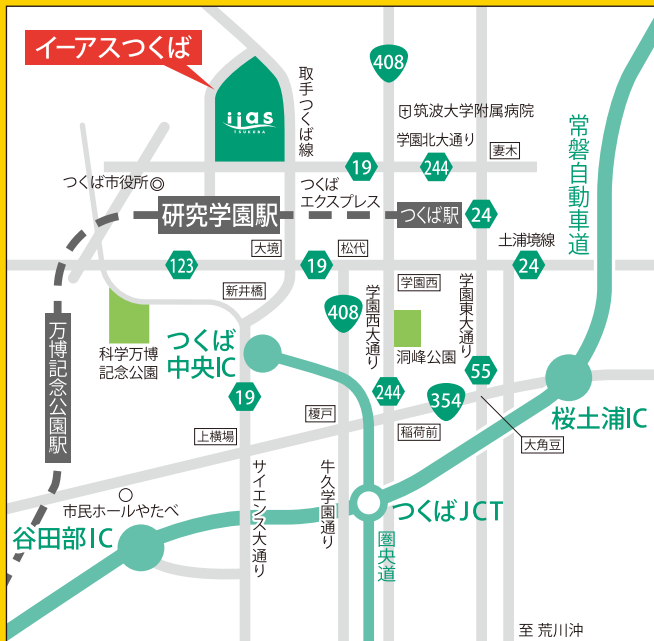 イーアスつくば
iias
TSUKUBA
取手つくば線
408
筑波大学附属病院
学園北大通り
妻木
19
244
常磐自動車道
つくば市役所
つくば
エクスプレス
研究学園駅
つくば駅
24
土浦境線
大境
松代
123
19
24
新井橋
学園西
408
学園西大通り
学園東大通り
万博記念公園駅
科学万博
記念公園
つくば
中央IC
洞峰公園
55
19
244
354
桜土浦IC
榎戸
上横場
稲荷前
大角豆
サイエンス大通り
牛久学園通り
市民ホールやたべ
谷田部IC
つくばJCT
圏央道
至 荒川沖